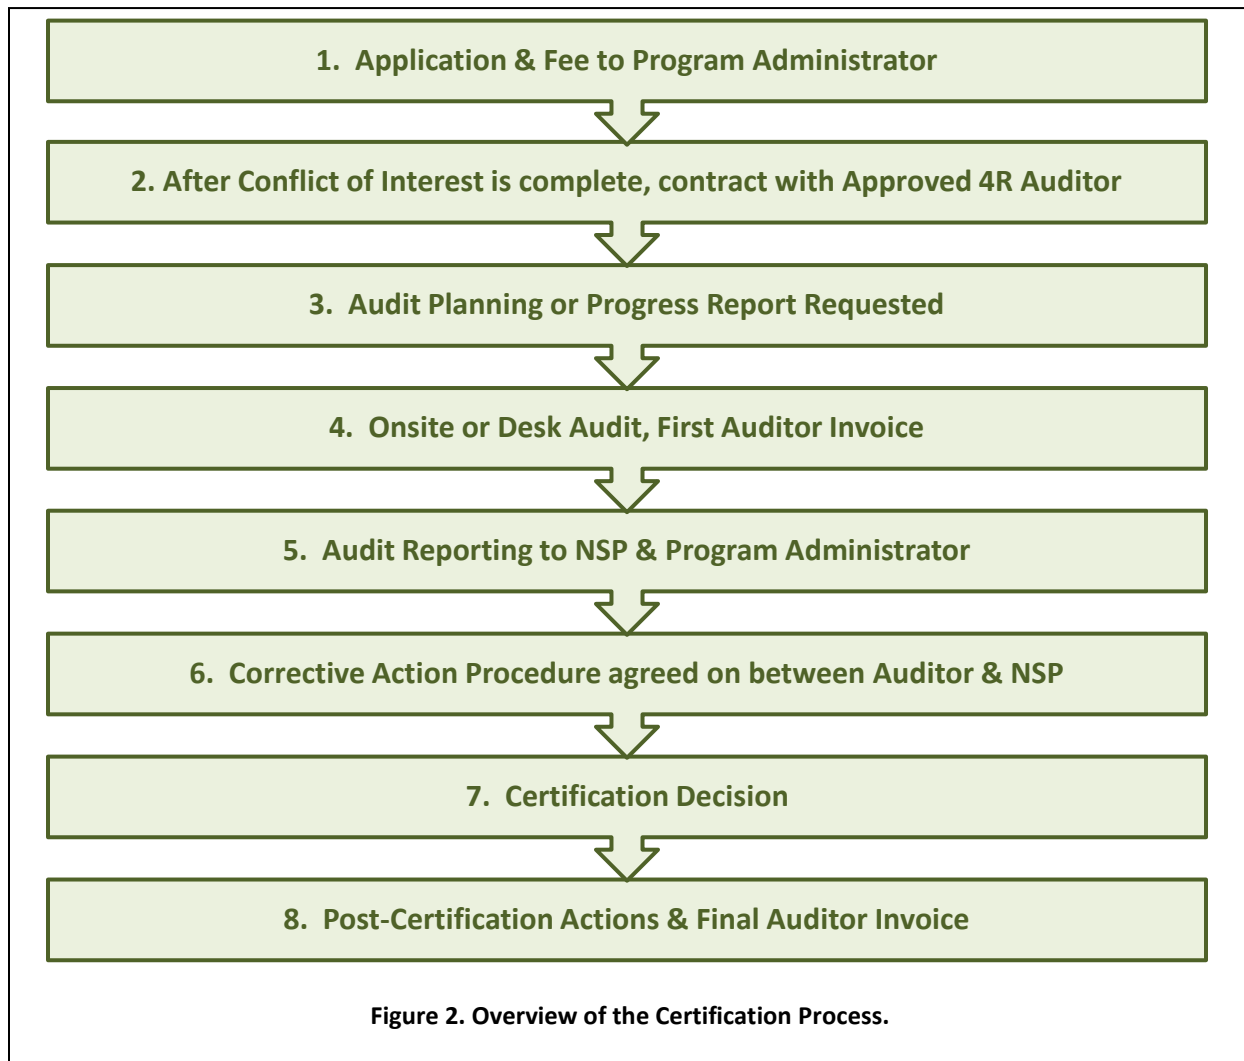 1. Application & Fee to Program Administrator
2. After Conflict of Interest is complete, contract with Approved 4R Auditor
3. Audit Planning or Progress Report Requested
4. Onsite or Desk Audit, First Auditor Invoice
5. Audit Reporting to NSP & Program Administrator
6. Corrective Action Procedure agreed on between Auditor & NSP
7. Certification Decision
8. Post-Certification Actions & Final Auditor Invoice
Figure 2. Overview of the Certification Process.